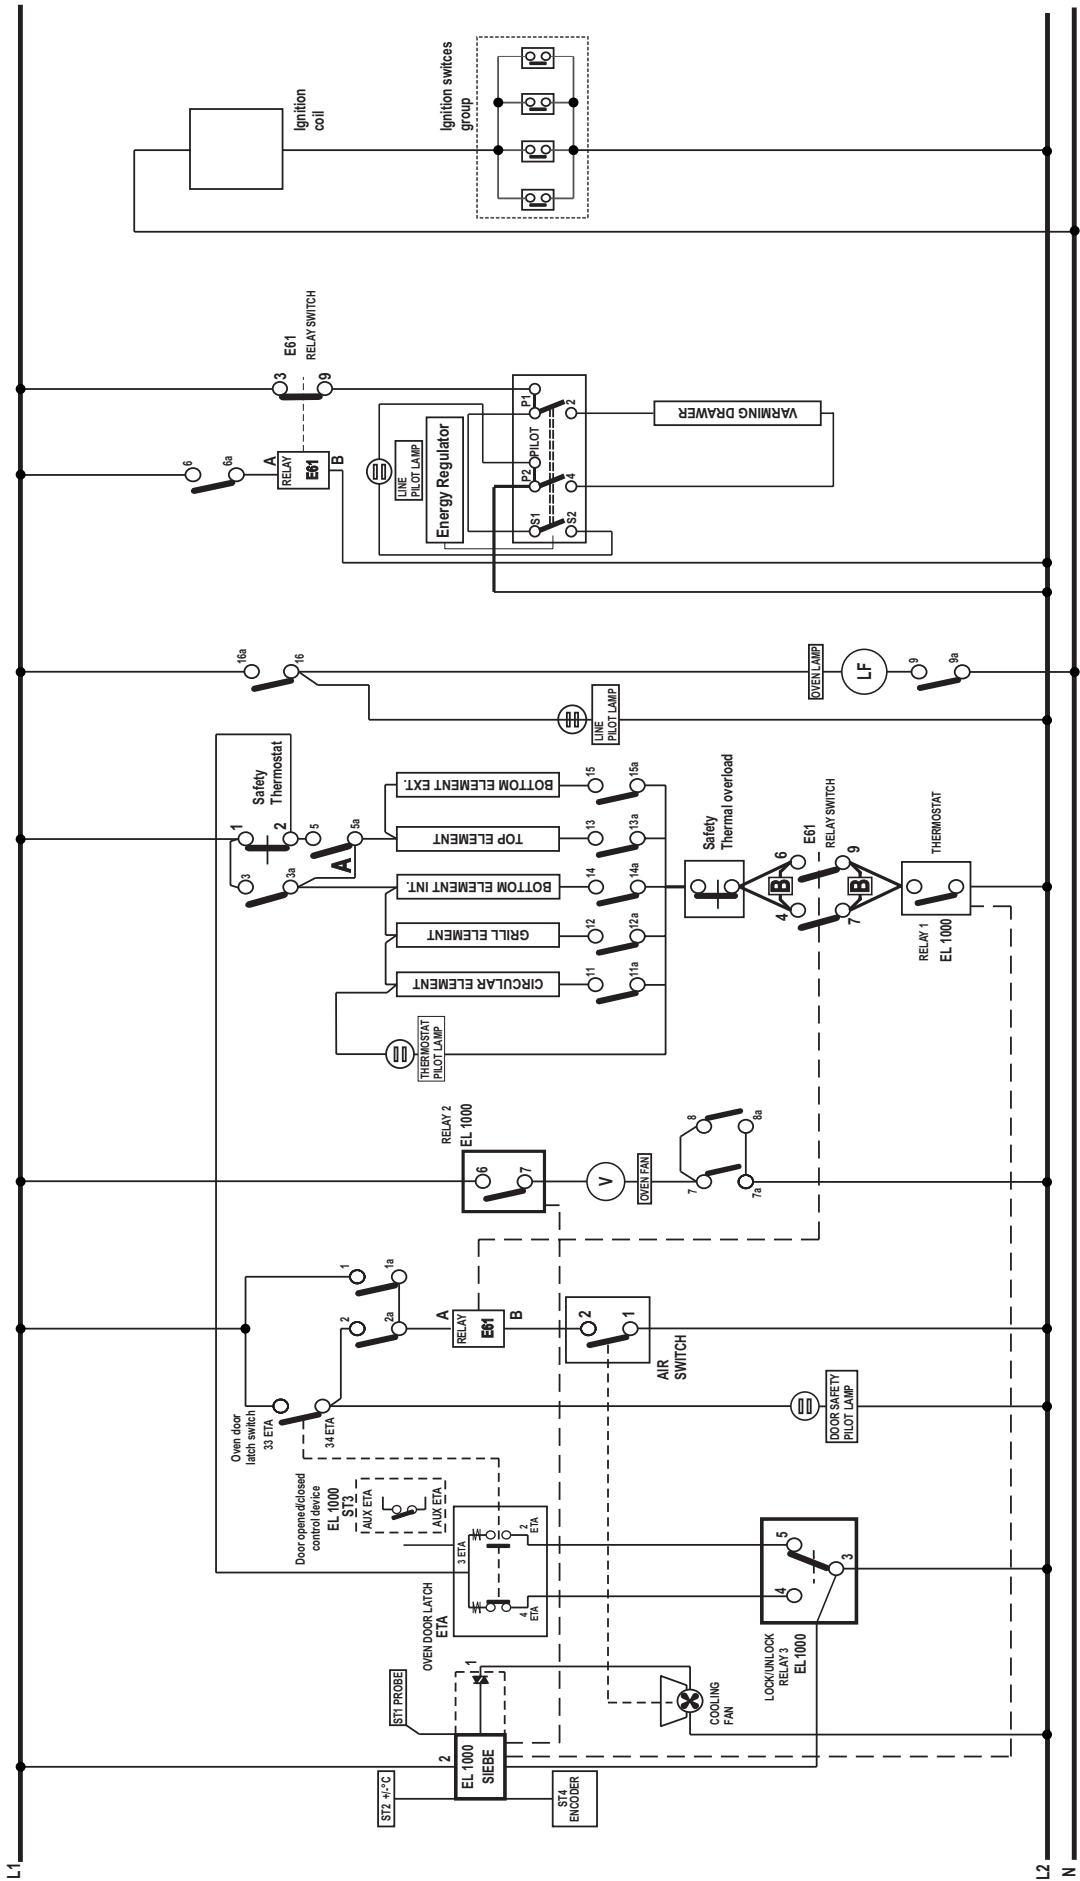 L1
L2
N
ST2 +/-°C
ST4
ENCODER
ST1 PROBE
2
EL 1000
SIEBE
1
COOLING
FAN
OVEN DOOR LATCH
ETA
3 ETA
4
ETA
2
ETA
LOCK/UNLOCK
RELAY 3
EL1000
4
5
3
Door opened/closed
control device
EL 1000
ST3
AUX ETA
AUX ETA
Oven door
latch switch
33 ETA
34 ETA
DOOR SAFETY
PILOT LAMP
2
2a
1
1a
A
RELAY
E61
B
AIR
SWITCH
2
1
RELAY 2
EL 1000
6
7
V
OVEN FAN
7
7a
8
8a
THERMOSTAT
PILOT LAMP
CIRCULAR ELEMENT
GRILL ELEMENT
BOTTOM ELEMENT INT.
TOP ELEMENT
BOTTOM ELEMENT EXT.
11
11a
12
12a
14
14a
13
13a
15
15a
3
3a
1
2
Safety
Thermostat
5
5a
A
Safety
Thermal overload
4
6
B
E61
RELAY SWITCH
7
9
B
RELAY 1
EL 1000
THERMOSTAT
16a
16
LINE
PILOT LAMP
OVEN LAMP
LF
9
9a
6
6a
A
RELAY
E61
B
3
9
E61
RELAY SWITCH
LINE
PILOT LAMP
Energy Regulator
S1
S2
P2
4
PILOT
P1
2
VARMING DRAWER
Ignition
coil
Ignition switces
group